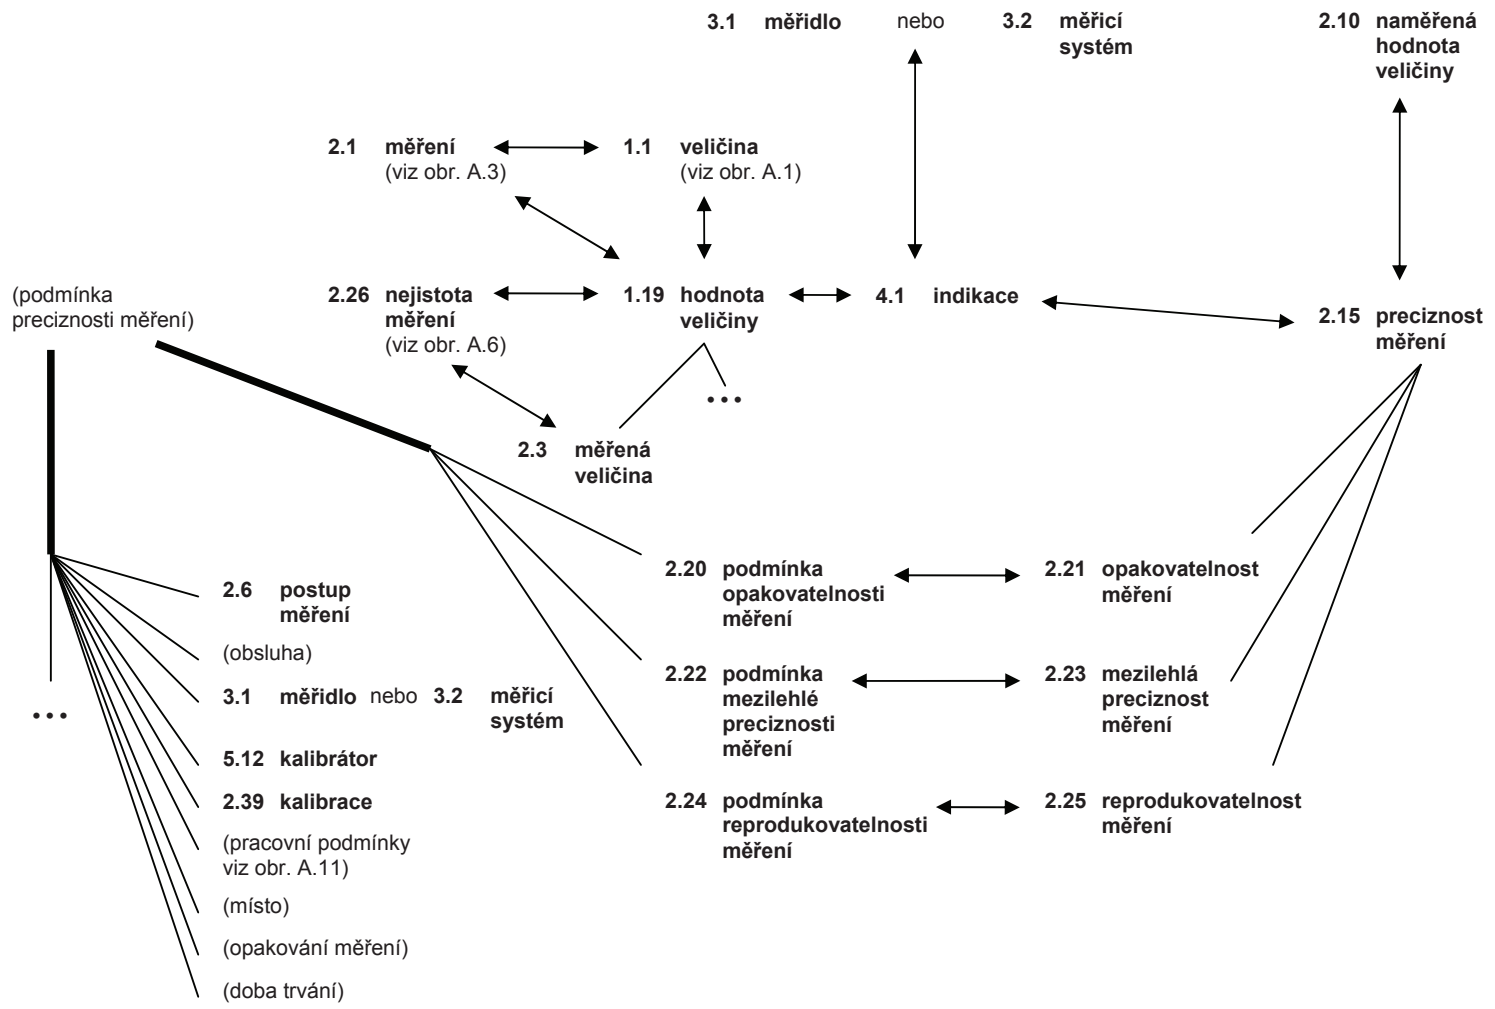 3.1 měřidlo nebo 3.2 měřicí
systém
2.10 naměřená
hodnota
veličiny
2.1 měření
(viz obr. A.3)
1.1 veličina
(viz obr. A.1)
(podmínka
preciznosti měření)
2.26 nejistota
měření
(viz obr. A.6)
1.19 hodnota
veličiny
...
4.1 indikace
2.15 preciznost
měření
2.3 měřená
veličina
2.20 podmínka
opakovatelnosti
měření
2.21 opakovatelnost
měření
2.22 podmínka
mezilehlé
preciznosti
měření
2.23 mezilehlá
preciznost
měření
2.24 podmínka
reprodukovatelnosti
měření
2.25 reprodukovatelnost
měření
...
2.6 postup
měření
(obsluha)
3.1 měřidlo nebo 3.2 měřicí
systém
5.12 kalibrátor
2.39 kalibrace
(pracovní podmínky
viz obr. A.11)
(místo)
(opakování měření)
(doba trvání)